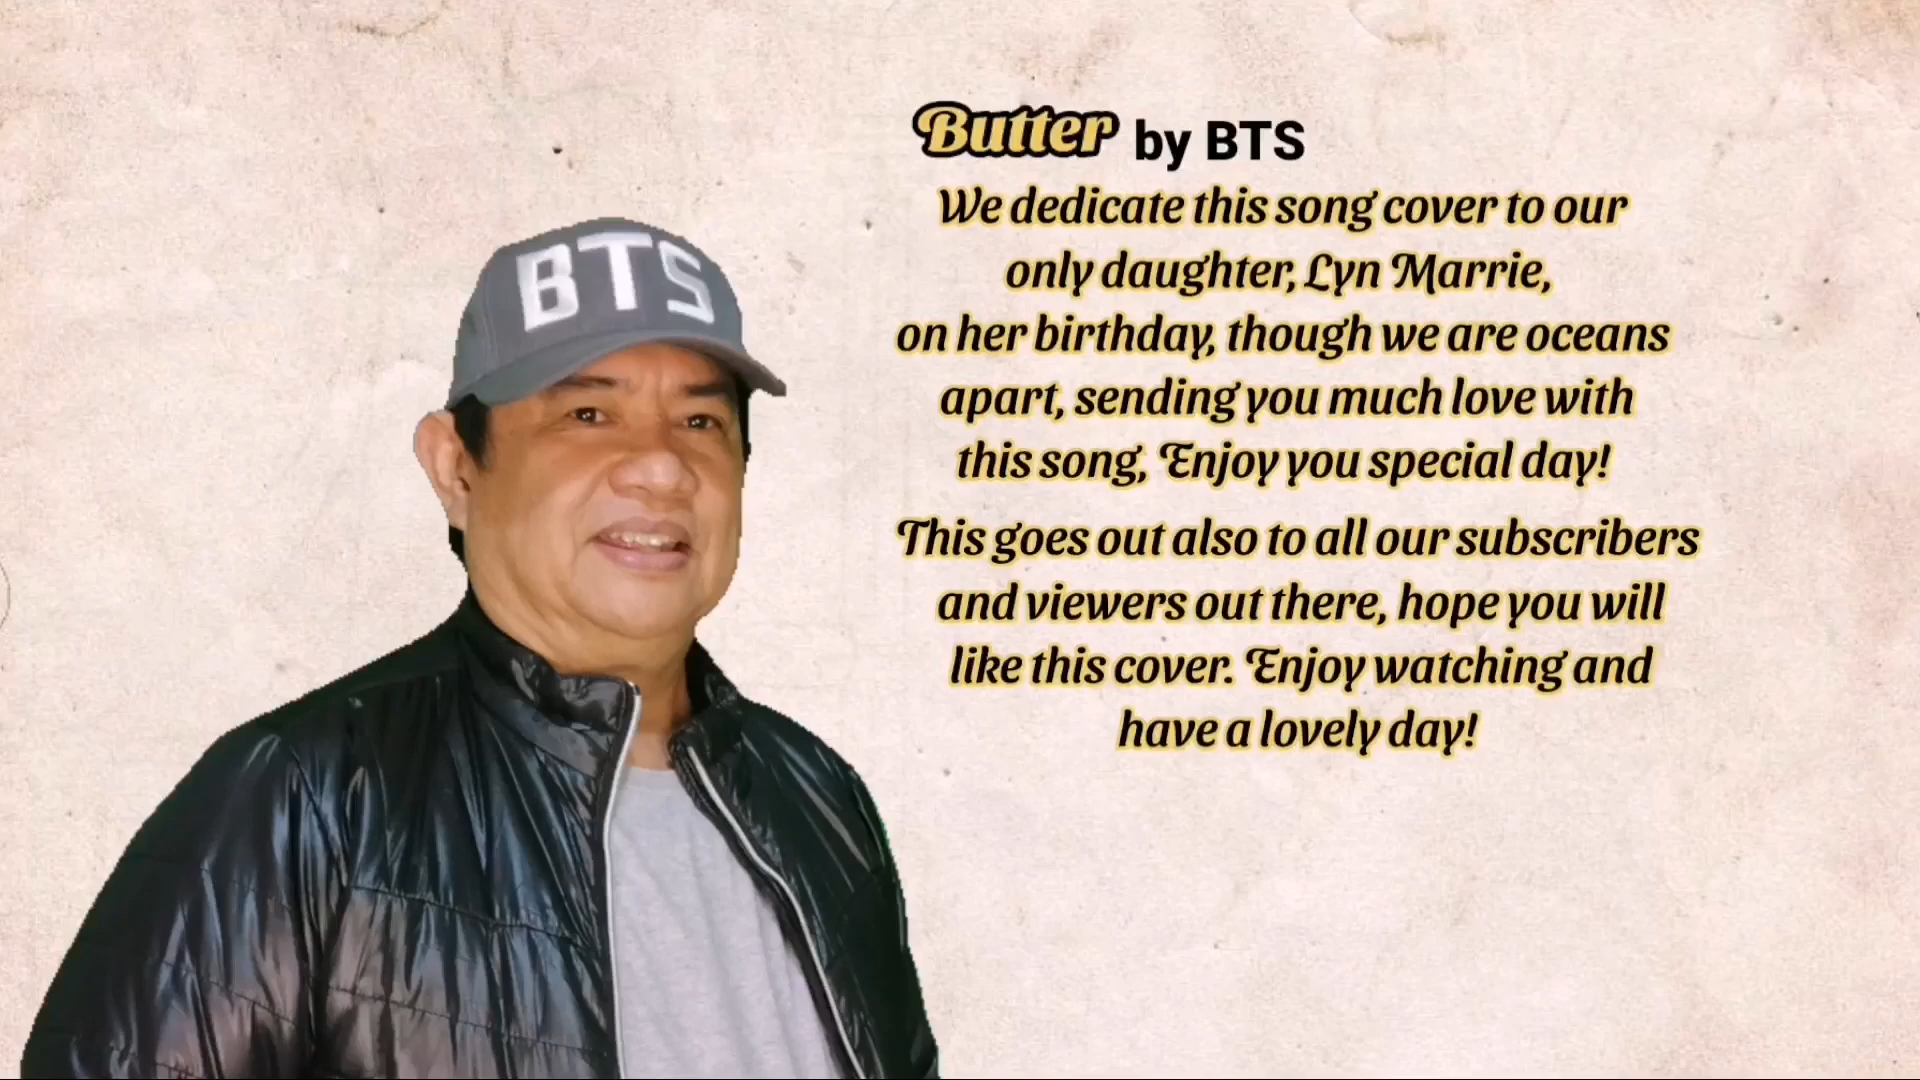 BTS
Butter by BTS
We dedicate this song cover to our
only daughter, Lyn Marrie,
on her birthday, though we are oceans
apart, sending you much love with
this song, Enjoy you special day!
This goes out also to all our subscribers
and viewers out there, hope you will
like this cover. Enjoy watching and
have a lovely day!